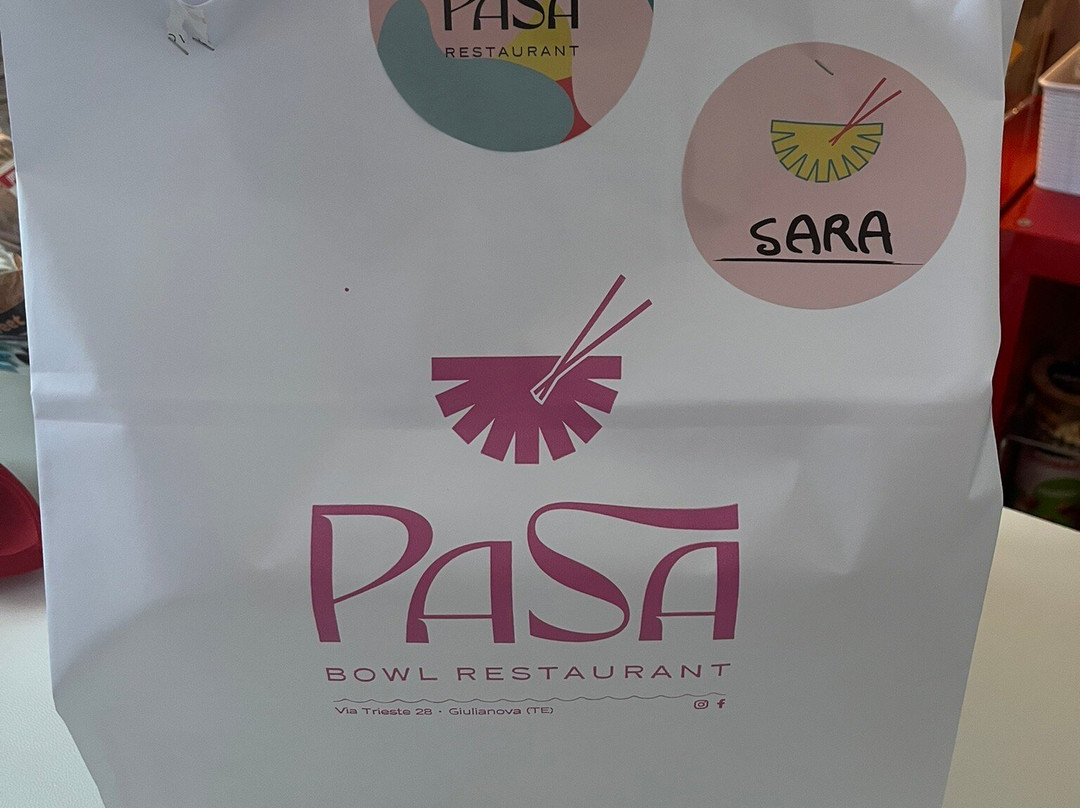 PASA
RESTAURANT
SARA
PASA
BOWL RESTAURANT
Via Trieste 28 · Giulianova (TE)